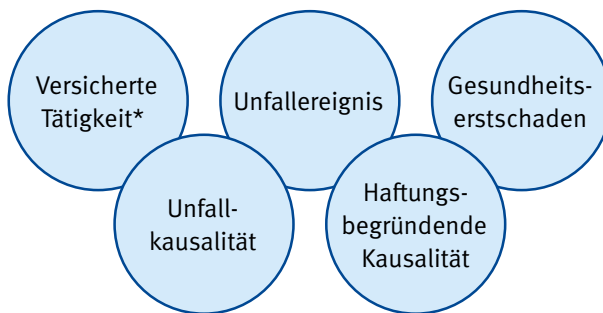 Versicherte
Tätigkeit*
Unfallereignis
Gesundheits-
erstschaden
Unfall-
kausalität
Haftungs-
begründende
Kausalität